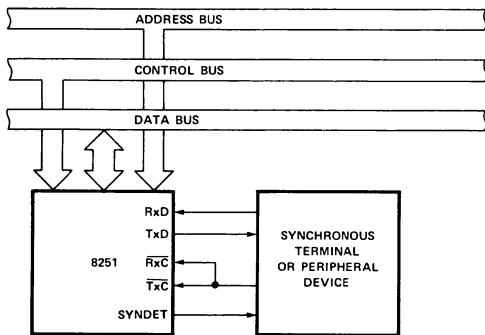 ADDRESS BUS
CONTROL BUS
DATA BUS
RxD
TxD
8251
RxC
TxC
SYNDET
SYNCHRONOUS
TERMINAL
OR PERIPHERAL
DEVICE